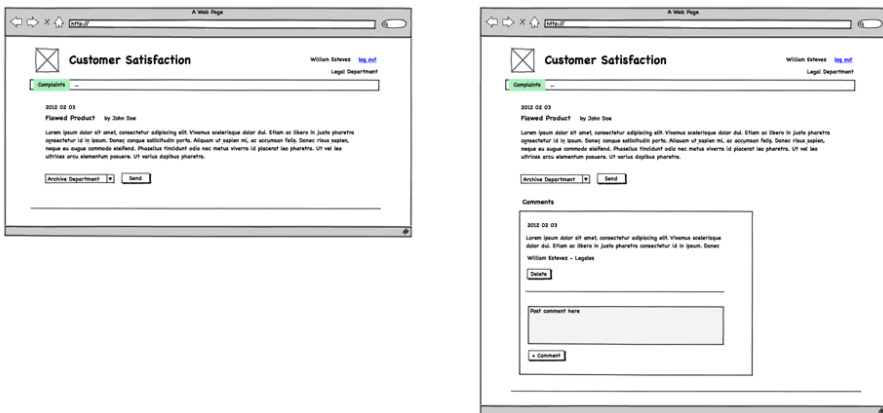 A Web Page
http://
Customer Satisfaction
William Estevez log out
Legal Department
Complaints ...
2012 02 03
Flawed Product by John Doe
Lorem ipsum dolor sit amet, consectetur adipiscing elit. Vivamus scelerisque dolor dui. Etiam ac libero in justo pharetra
consectetur id in ipsum. Donec congue sollicitudin porta. Aliquam ut sapien mi, ac accumsan felis. Donec risus sapien,
neque eu augue commodo eleifend. Phasellus tincidunt odio nec metus viverra id placerat leo pharetra. Ut vel leo
ultrices arcu elementum posuere. Ut varius dapibus pharetra.
Archive Department Send
A Web Page
http://
Customer Satisfaction
William Estevez log out
Legal Department
Complaints ...
2012 02 03
Flawed Product by John Doe
Lorem ipsum dolor sit amet, consectetur adipiscing elit. Vivamus scelerisque dolor dui. Etiam ac libero in justo pharetra
consectetur id in ipsum. Donec congue sollicitudin porta. Aliquam ut sapien mi, ac accumsan felis. Donec risus sapien,
neque eu augue commodo eleifend. Phasellus tincidunt odio nec metus viverra id placerat leo pharetra. Ut vel leo
ultrices arcu elementum posuere. Ut varius dapibus pharetra.
Archive Department Send
Comments
2012 02 03
Lorem ipsum dolor sit amet, consectetur adipiscing elit. Vivamus scelerisque
dolor dui. Etiam ac libero in justo pharetra consectetur id in ipsum. Donec
William Estevez - Legales
Delete
Post comment here
+ Comment